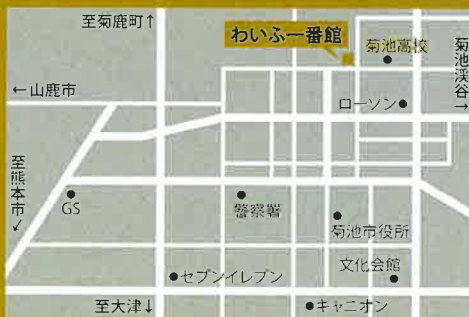 至菊鹿町↑
わいふ一番館
菊池高校
菊池渓谷→
←山鹿市
ローソン
至熊本市↙
GS
警察署
菊池市役所
文化会館
セブンイレブン
至大津↓
キャニオン